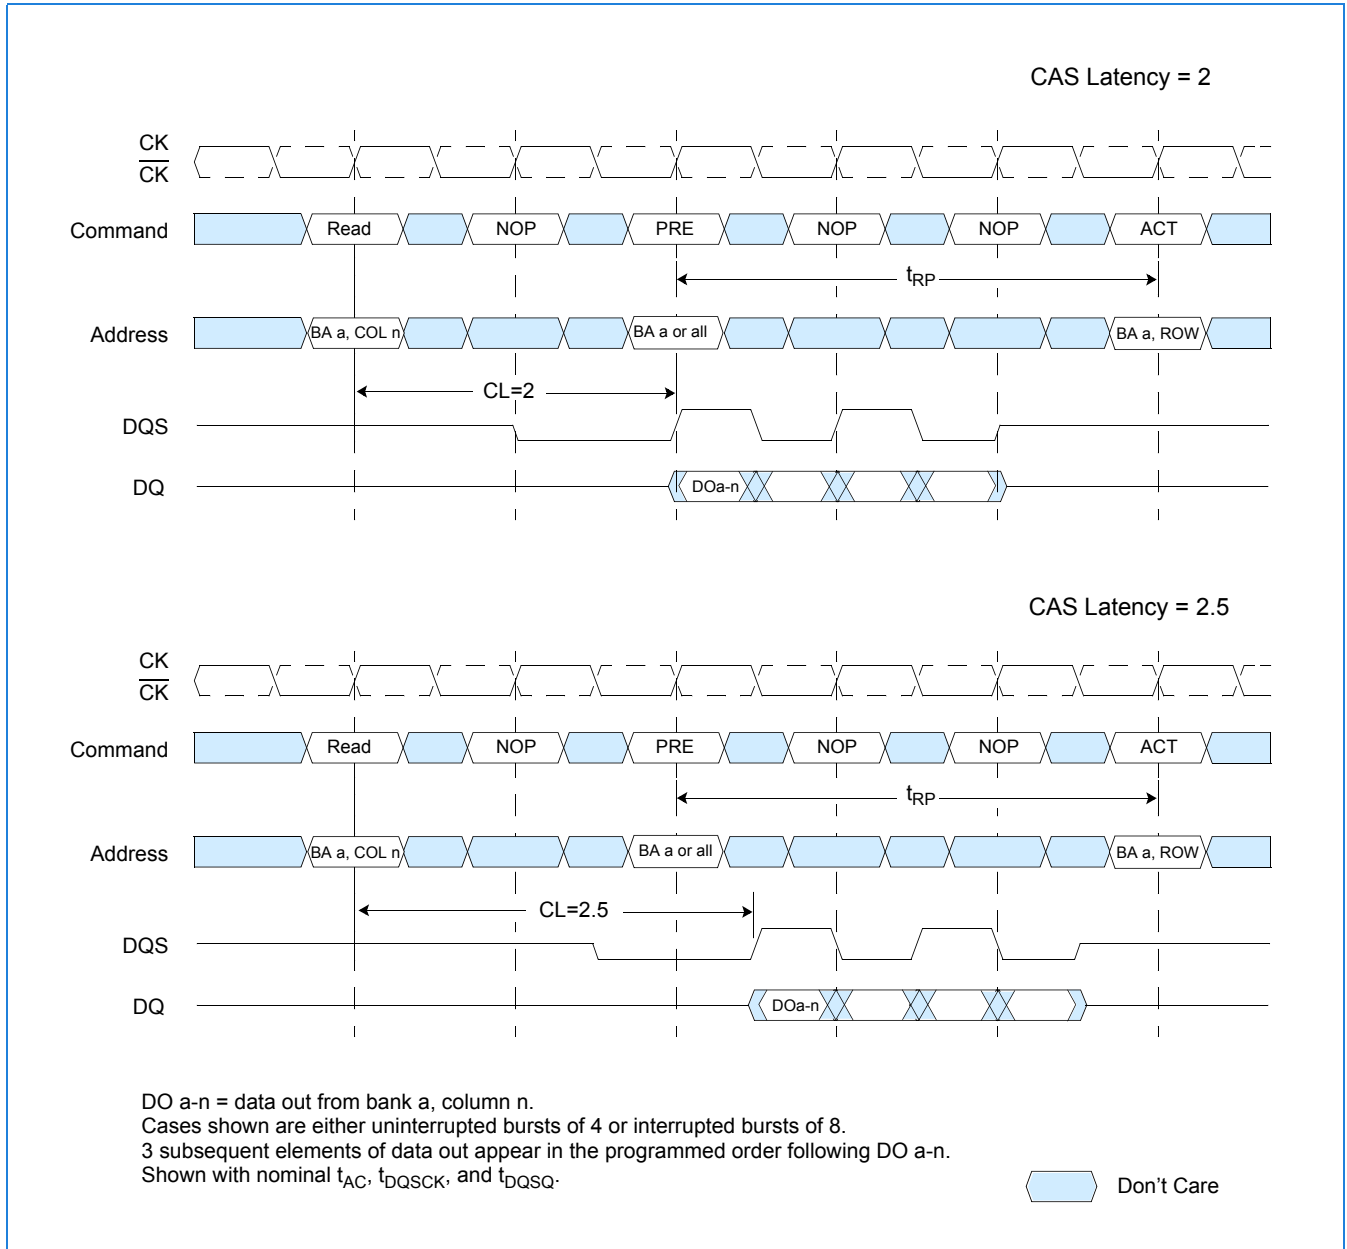 CAS Latency = 2
CK
CK
Command
Read NOP PRE NOP NOP ACT
tRP
Address
BA a, COL n BA a or all BA a, ROW
CL=2
DQS
DQ
DOa-n
CAS Latency = 2.5
CK
CK
Command
Read NOP PRE NOP NOP ACT
tRP
Address
BA a, COL n BA a or all BA a, ROW
CL=2.5
DQS
DQ
DOa-n
DO a-n = data out from bank a, column n.
Cases shown are either uninterrupted bursts of 4 or interrupted bursts of 8.
3 subsequent elements of data out appear in the programmed order following DO a-n.
Shown with nominal tAC, tDQSCK, and tDQSQ.
Don't Care